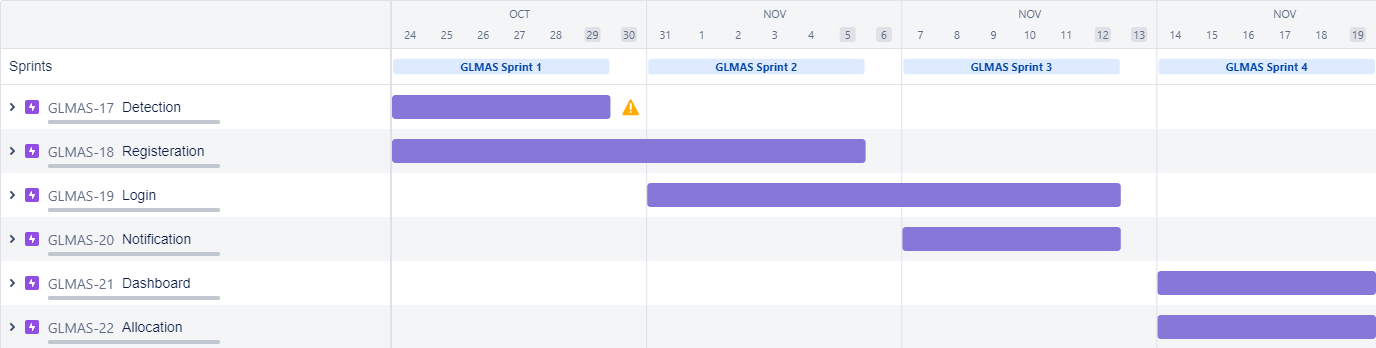 OCT NOV NOV NOV
24 25 26 27 28 29 30 31 1 2 3 4 5 6 7 8 9 10 11 12 13 14 15 16 17 18 19
Sprints GLMAS Sprint 1 GLMAS Sprint 2 GLMAS Sprint 3 GLMAS Sprint 4
GLMAS-17 Detection
GLMAS-18 Registeration
GLMAS-19 Login
GLMAS-20 Notification
GLMAS-21 Dashboard
GLMAS-22 Allocation